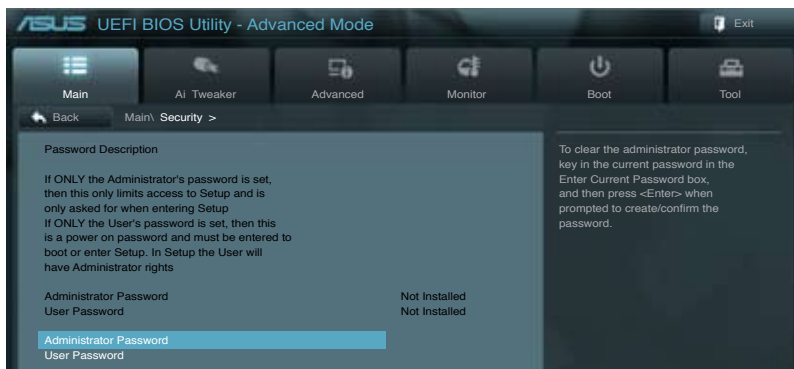 ASUS UEFI BIOS Utility - Advanced Mode
Exit
Main
Ai Tweaker
Advanced
Monitor
Boot
Tool
Back
Main\ Security >
Password Description
If ONLY the Administrator's password is set,
then this only limits access to Setup and is
only asked for when entering Setup
If ONLY the User's password is set, then this
is a power on password and must be entered to
boot or enter Setup. In Setup the User will
have Administrator rights
Administrator Password Not Installed
User Password Not Installed
Administrator Password
User Password
To clear the administrator password,
key in the current password in the
Enter Current Password box,
and then press <Enter> when
prompted to create/confirm the
password.